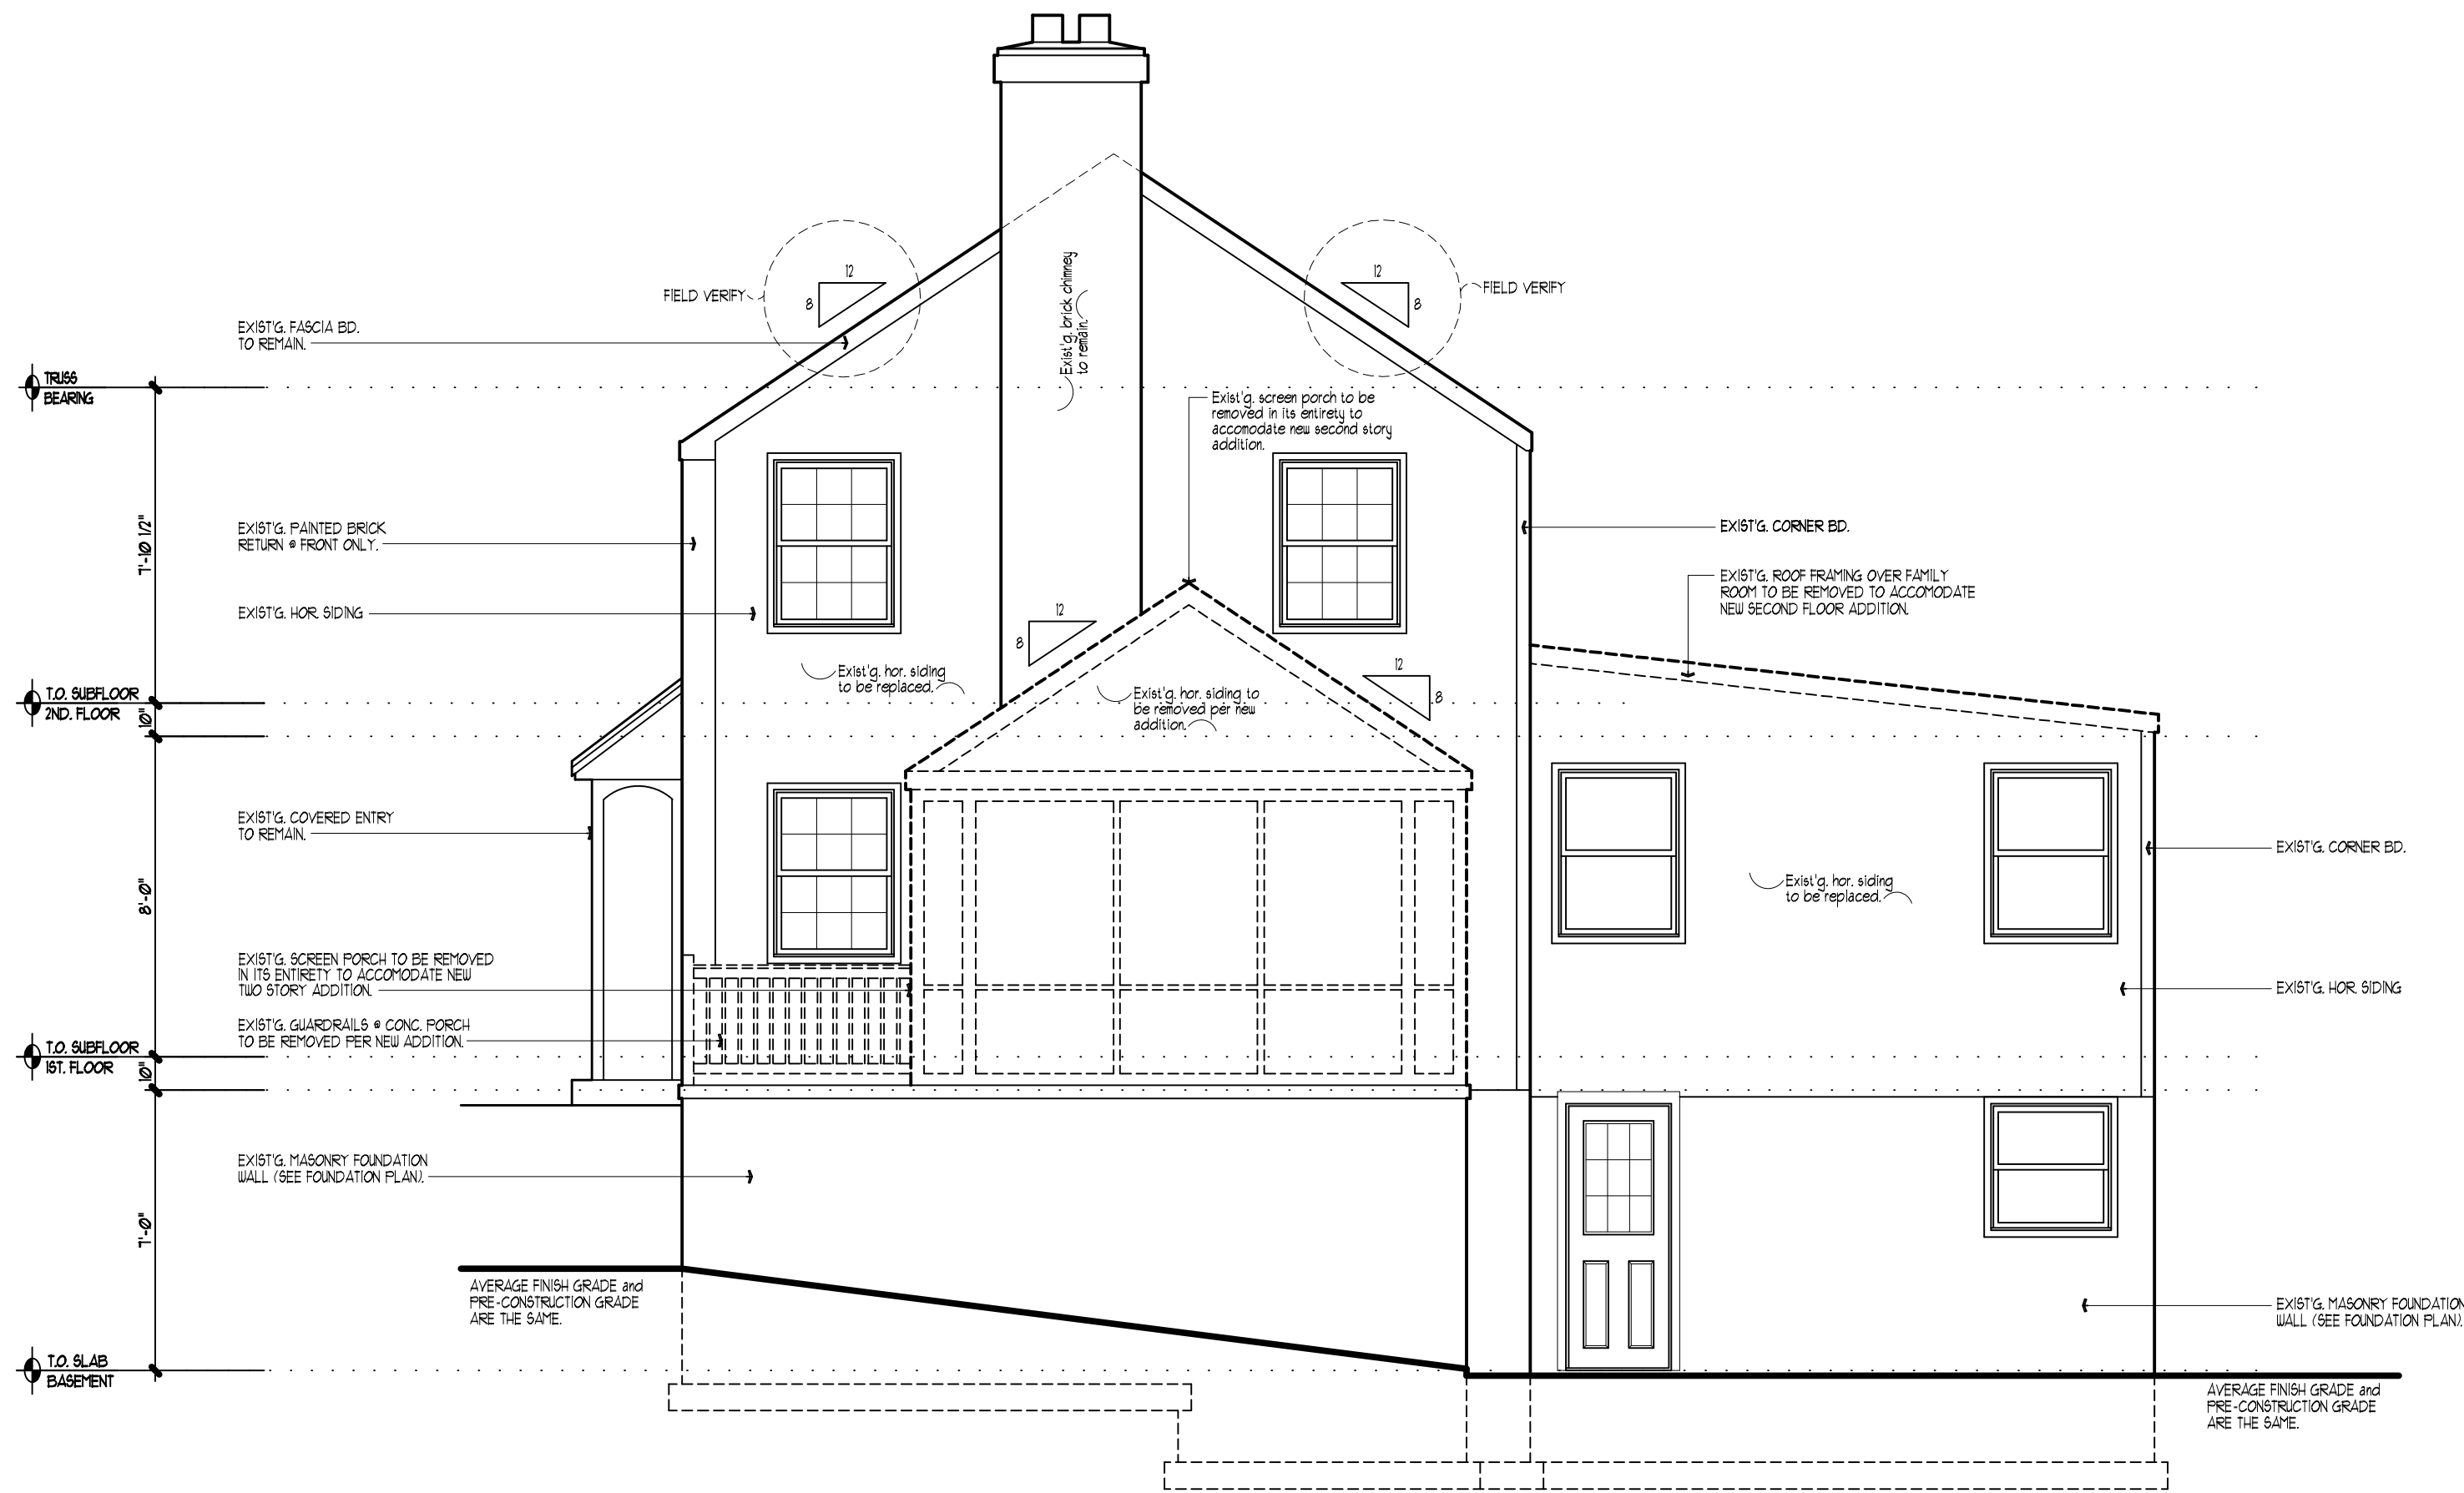 12
8
FIELD VERIFY
12
8
FIELD VERIFY
Exist'g. brick chimney
to remain.
EXIST'G. FASCIA BD.
TO REMAIN.
TRUSS
BEARING
Exist'g. screen porch to be
removed in its entirety to
accomodate new second story
addition.
7'-10 1/2"
EXIST'G. PAINTED BRICK
RETURN @ FRONT ONLY.
EXIST'G. CORNER BD.
EXIST'G. ROOF FRAMING OVER FAMILY
ROOM TO BE REMOVED TO ACCOMODATE
NEW SECOND FLOOR ADDITION.
EXIST'G. HOR. SIDING
12
8
Exist'g. hor. siding
to be replaced.
12
8
Exist'g. hor. siding to
be removed per new
addition.
T.O. SUBFLOOR
2ND. FLOOR
10"
EXIST'G. COVERED ENTRY
TO REMAIN.
EXIST'G. CORNER BD.
8'-0"
Exist'g. hor. siding
to be replaced.
EXIST'G. SCREEN PORCH TO BE REMOVED
IN ITS ENTIRETY TO ACCOMODATE NEW
TWO STORY ADDITION.
EXIST'G. HOR. SIDING
EXIST'G. GUARDRAILS @ CONC. PORCH
TO BE REMOVED PER NEW ADDITION.
T.O. SUBFLOOR
1ST. FLOOR
10"
EXIST'G. MASONRY FOUNDATION
WALL (SEE FOUNDATION PLAN).
7'-0"
AVERAGE FINISH GRADE and
PRE-CONSTRUCTION GRADE
ARE THE SAME.
EXIST'G. MASONRY FOUNDATION
WALL (SEE FOUNDATION PLAN).
T.O. SLAB
BASEMENT
AVERAGE FINISH GRADE and
PRE-CONSTRUCTION GRADE
ARE THE SAME.